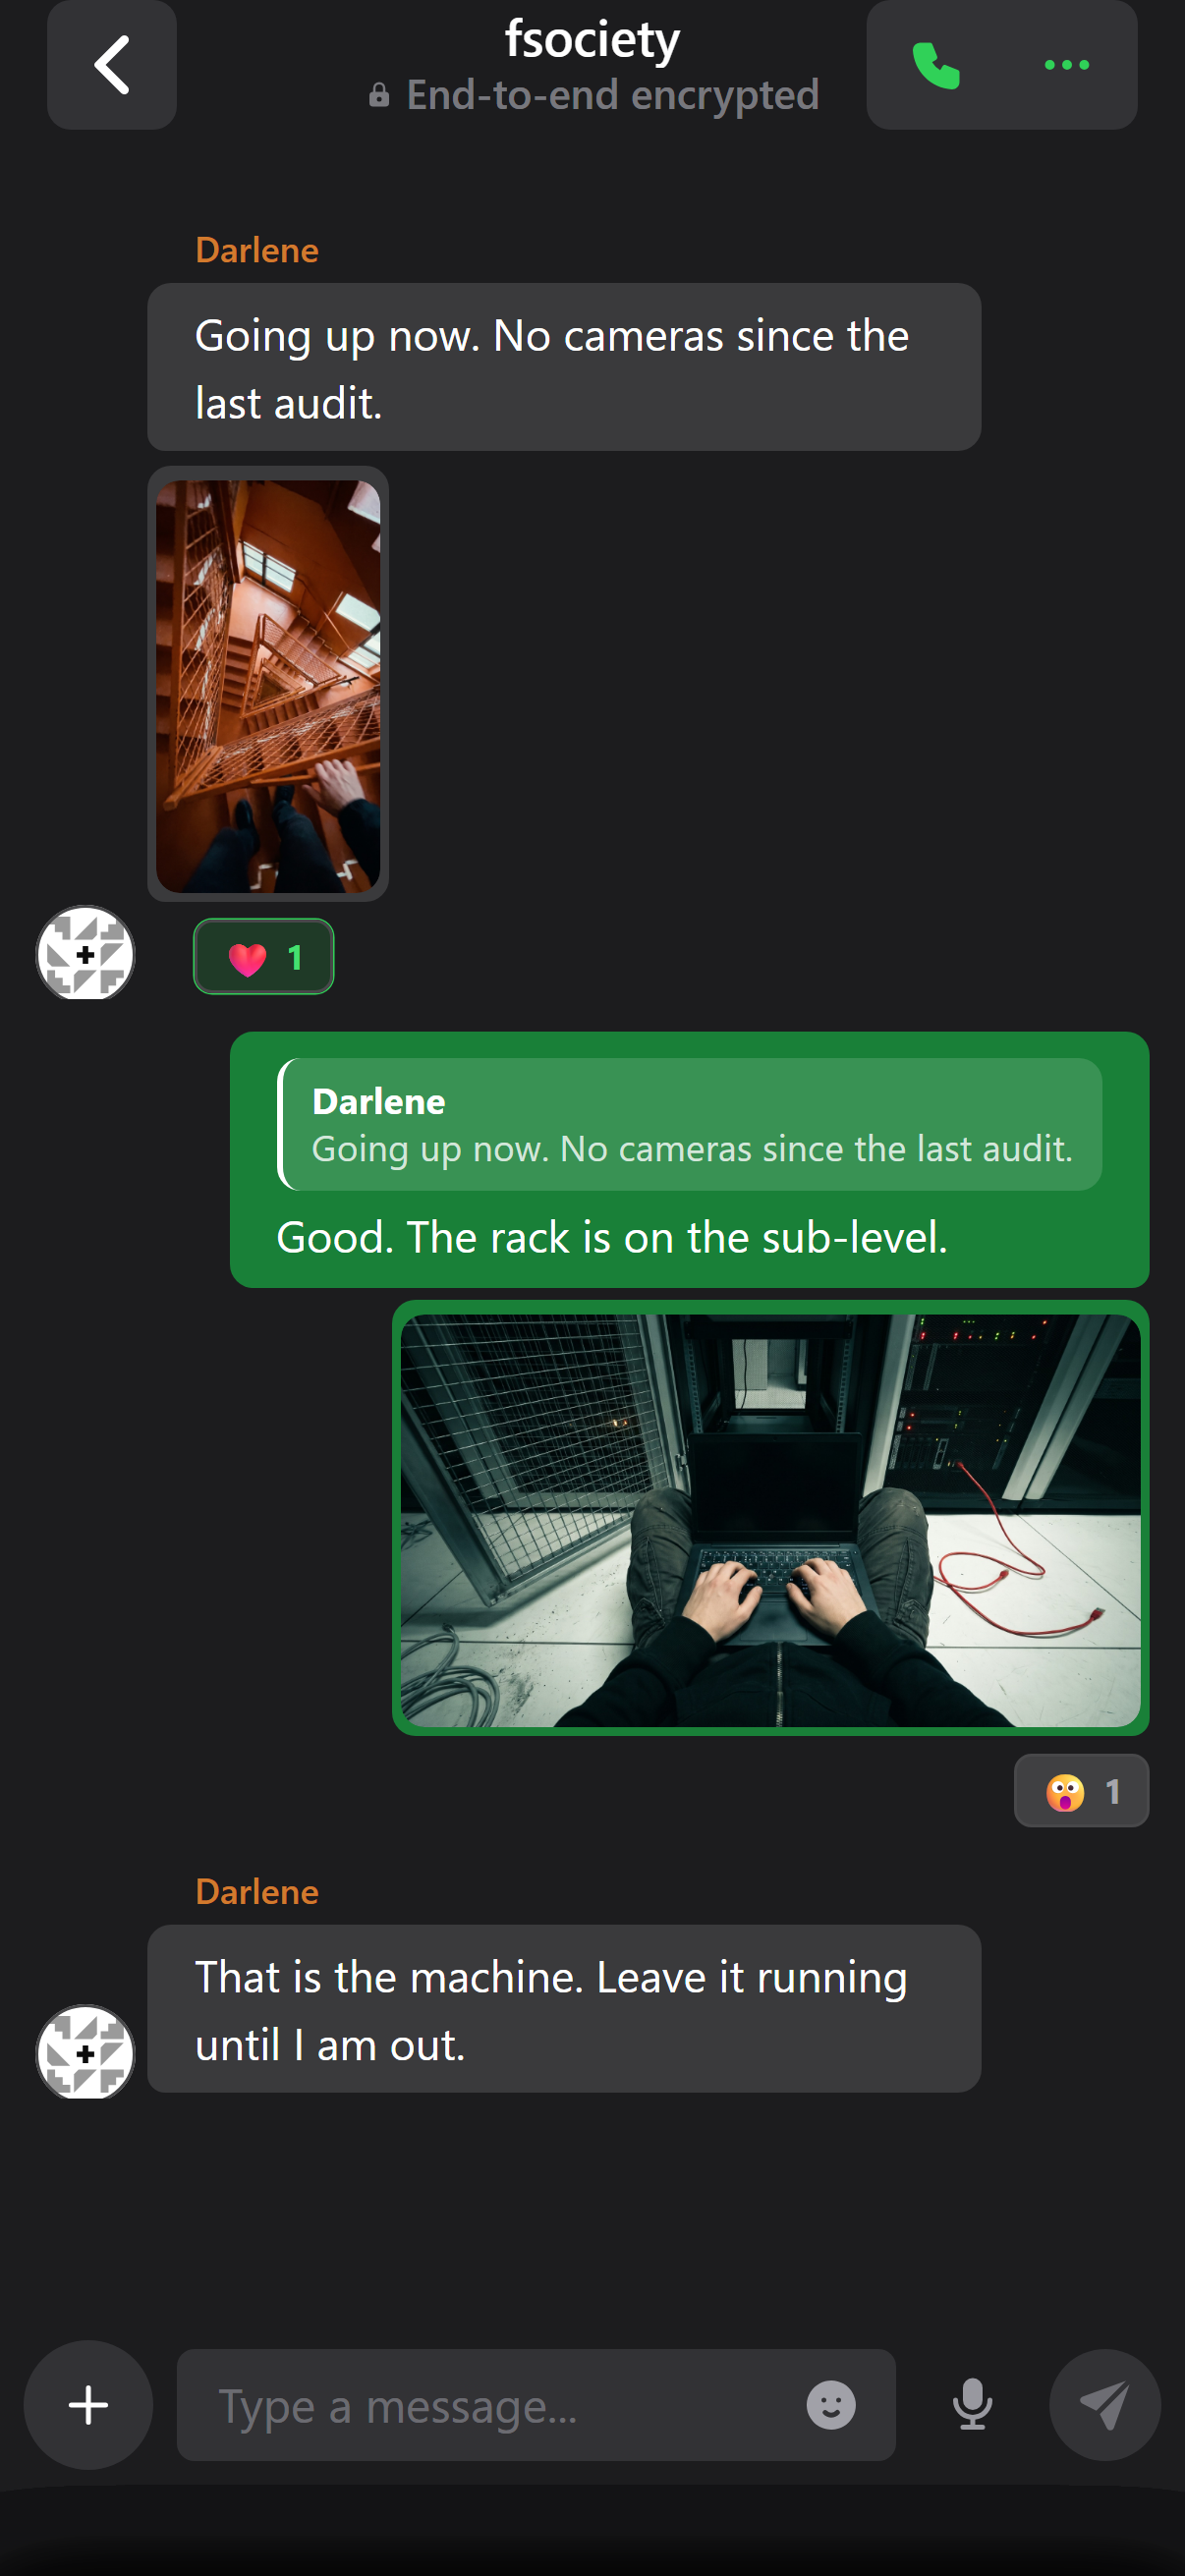 fsociety
End-to-end encrypted
Darlene
Going up now. No cameras since the
last audit.
1
Darlene
Going up now. No cameras since the last audit.
Good. The rack is on the sub-level.
1
Darlene
That is the machine. Leave it running
until I am out.
Type a message...